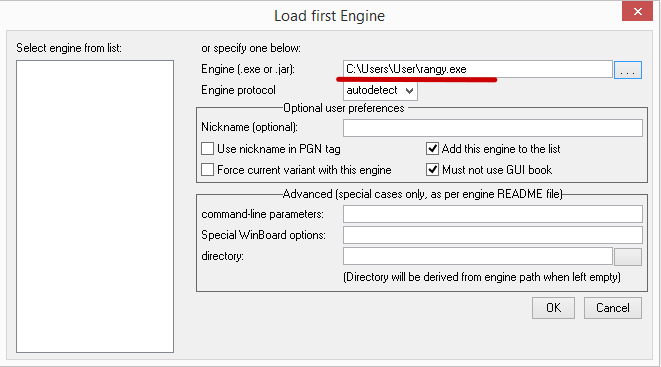 Load first Engine
Select engine from list:
or specify one below:
Engine (.exe or .jar):
C:\Users\User\rangy.exe
...
Engine protocol
autodetect
Optional user preferences
Nickname (optional):
Use nickname in PGN tag
Add this engine to the list
Force current variant with this engine
Must not use GUI book
Advanced (special cases only, as per engine README file)
command-line parameters:
Special WinBoard options:
directory:
(Directory will be derived from engine path when left empty)
OK
Cancel